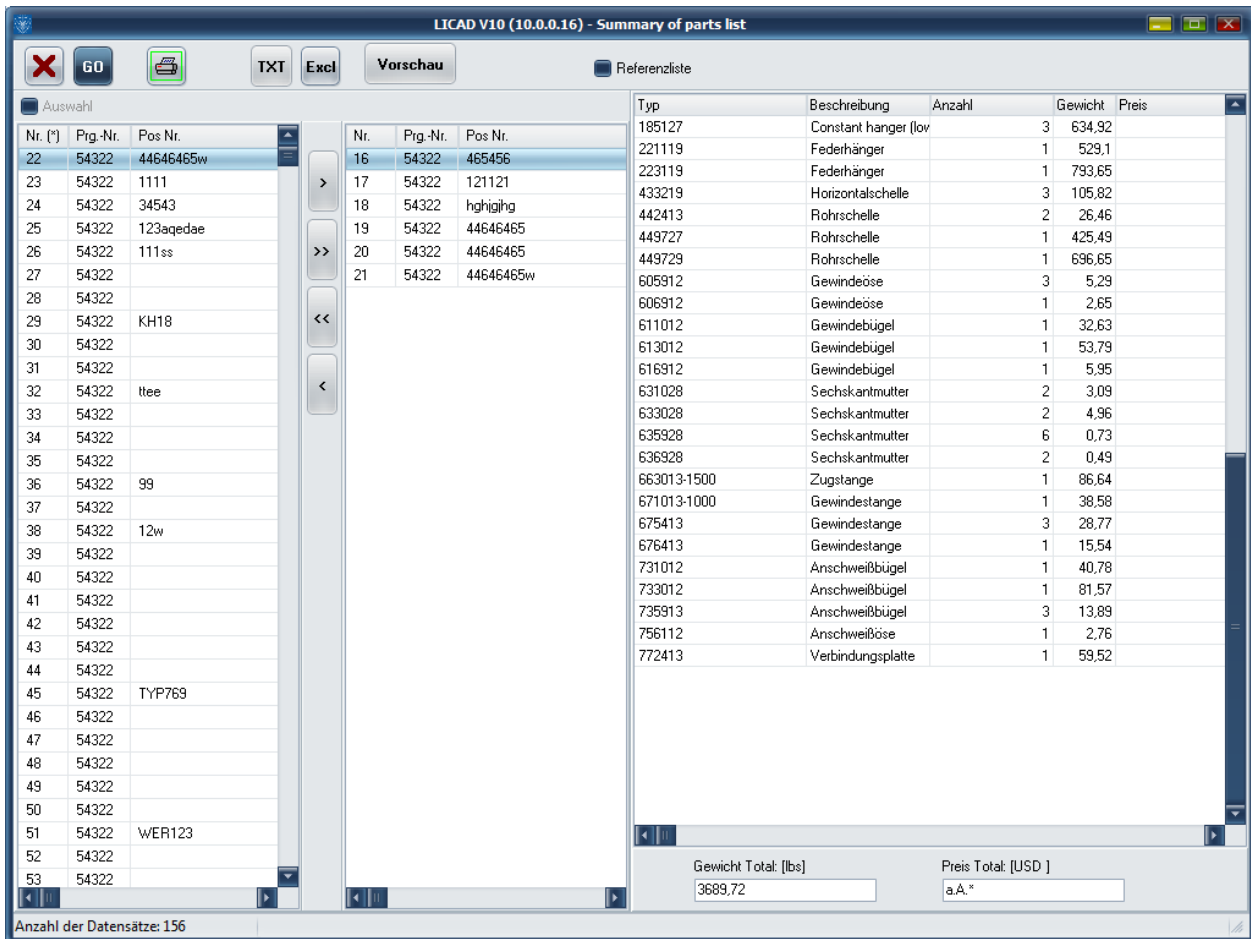 LICAD V10 (10.0.0.16) - Summary of parts list
GO TXT Excl Vorschau Referenzliste
Auswahl
Nr. (*) Prg.-Nr. Pos Nr.
22 54322 44646465w
23 54322 1111
24 54322 34543
25 54322 123aqedae
26 54322 111ss
27 54322
28 54322
29 54322 KH18
30 54322
31 54322
32 54322 ttee
33 54322
34 54322
35 54322
36 54322 99
37 54322
38 54322 12w
39 54322
40 54322
41 54322
42 54322
43 54322
44 54322
45 54322 TYP769
46 54322
47 54322
48 54322
49 54322
50 54322
51 54322 WER123
52 54322
53 54322
>
>>
<<
<
Nr. Prg.-Nr. Pos Nr.
16 54322 465456
17 54322 121121
18 54322 hghjgjhg
19 54322 44646465
20 54322 44646465
21 54322 44646465w
Typ Beschreibung Anzahl Gewicht Preis
185127 Constant hanger (lov 3 634,92
221119 Federhänger 1 529,1
223119 Federhänger 1 793,65
433219 Horizontalschelle 3 105,82
442413 Rohrschelle 2 26,46
449727 Rohrschelle 1 425,49
449729 Rohrschelle 1 696,65
605912 Gewindeöse 3 5,29
606912 Gewindeöse 1 2,65
611012 Gewindebügel 1 32,63
613012 Gewindebügel 1 53,79
616912 Gewindebügel 1 5,95
631028 Sechskantmutter 2 3,09
633028 Sechskantmutter 2 4,96
635928 Sechskantmutter 6 0,73
636928 Sechskantmutter 2 0,49
663013-1500 Zugstange 1 86,64
671013-1000 Gewindestange 1 38,58
675413 Gewindestange 3 28,77
676413 Gewindestange 1 15,54
731012 Anschweißbügel 1 40,78
733012 Anschweißbügel 1 81,57
735913 Anschweißbügel 3 13,89
756112 Anschweißöse 1 2,76
772413 Verbindungsplatte 1 59,52
Gewicht Total: [lbs] Preis Total: [USD ]
3689,72 a.A.*
Anzahl der Datensätze: 156